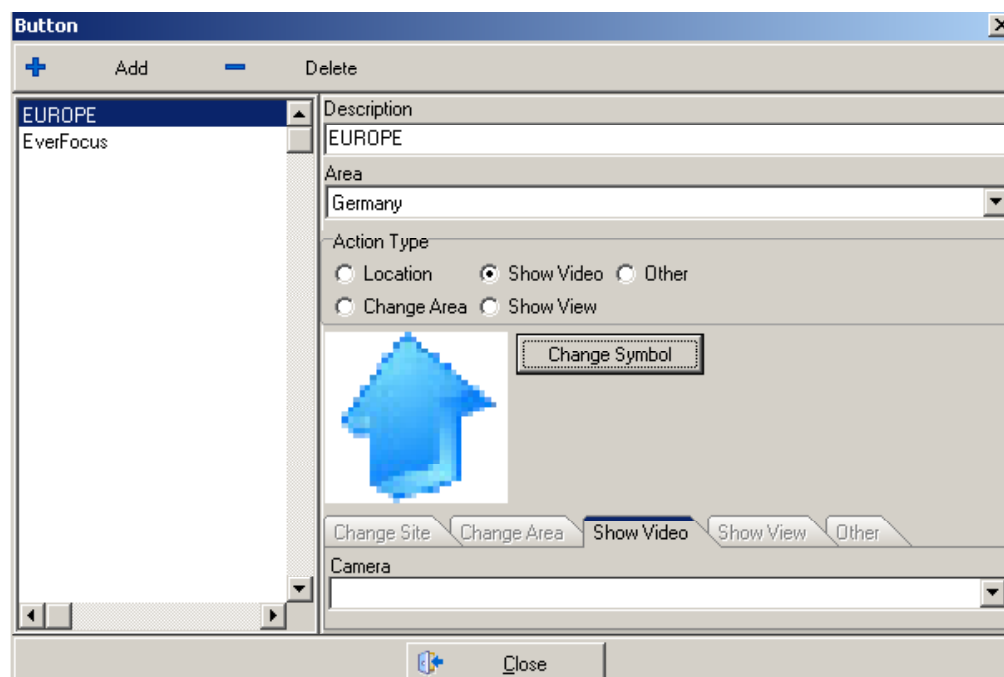 Button
Add Delete
EUROPE
EverFocus
Description
EUROPE
Area
Germany
Action Type
Location Show Video Other
Change Area Show View
Change Symbol
Change Site Change Area Show Video Show View Other
Camera
Close